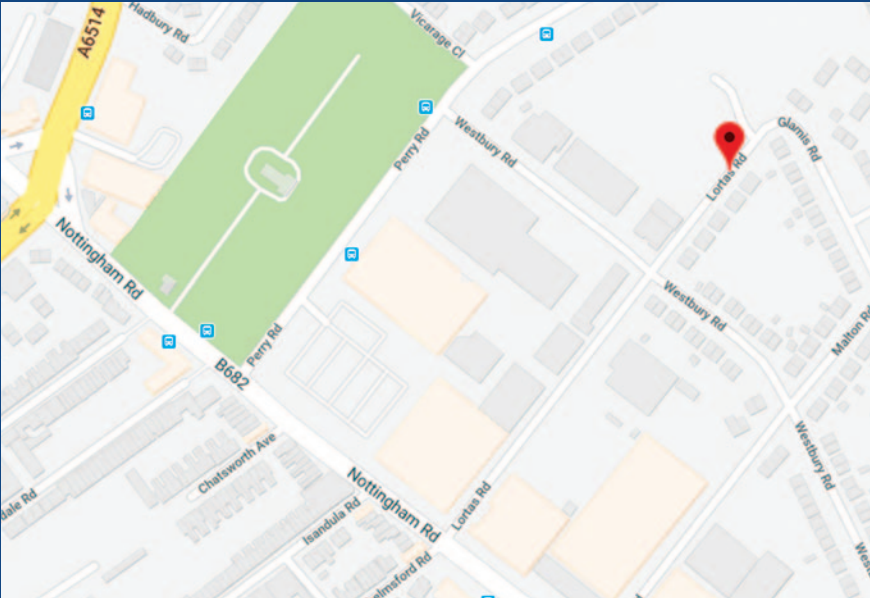 Hadbury Rd
A6514
Vicarage Cl
Perry Rd
Westbury Rd
Glamis Rd
Lortas Rd
Nottingham Rd
Westbury Rd
Malton Rd
Perry Rd
B682
Chatsworth Ave
Westbury Rd
dale Rd
Nottingham Rd
Lortas Rd
Isandula Rd
elmsford Rd
West